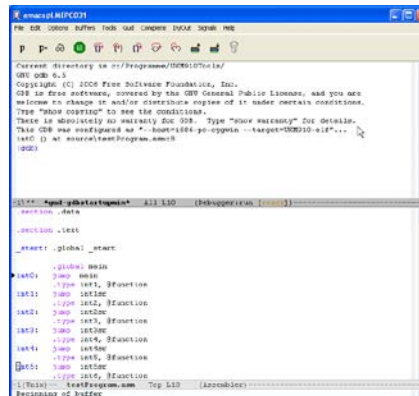 File Edit Options Buffers Tools Gud Complete In/Out Signals Help
Current directory is c:/Programme/UKM910Tools/
GNU gdb 6.5
Copyright (C) 2006 Free Software Foundation, Inc.
GDB is free software, covered by the GNU General Public License, and you are
welcome to change it and/or distribute copies of it under certain conditions.
Type "show copying" to see the conditions.
There is absolutely no warranty for GDB. Type "show warranty" for details.
This GDB was configured as "--host=i686-pc-cygwin --target=UKM910-elf"...
int0 () at source\testProgram.asm:8
(gdb)
All L10 (Debugger:run
.section .data
.section .text
_start: .global _start
.global main
int0: jump main
.type int1, @function
int1: jump int1sr
.type int2, @function
int2: jump int2sr
.type int3, @function
int3: jump int3sr
.type int4, @function
int4: jump int4sr
.type int5, @function
int5: jump int5sr
.type int6, @function
testProgram.asm Top L18 (Assembler)
Beginning of buffer